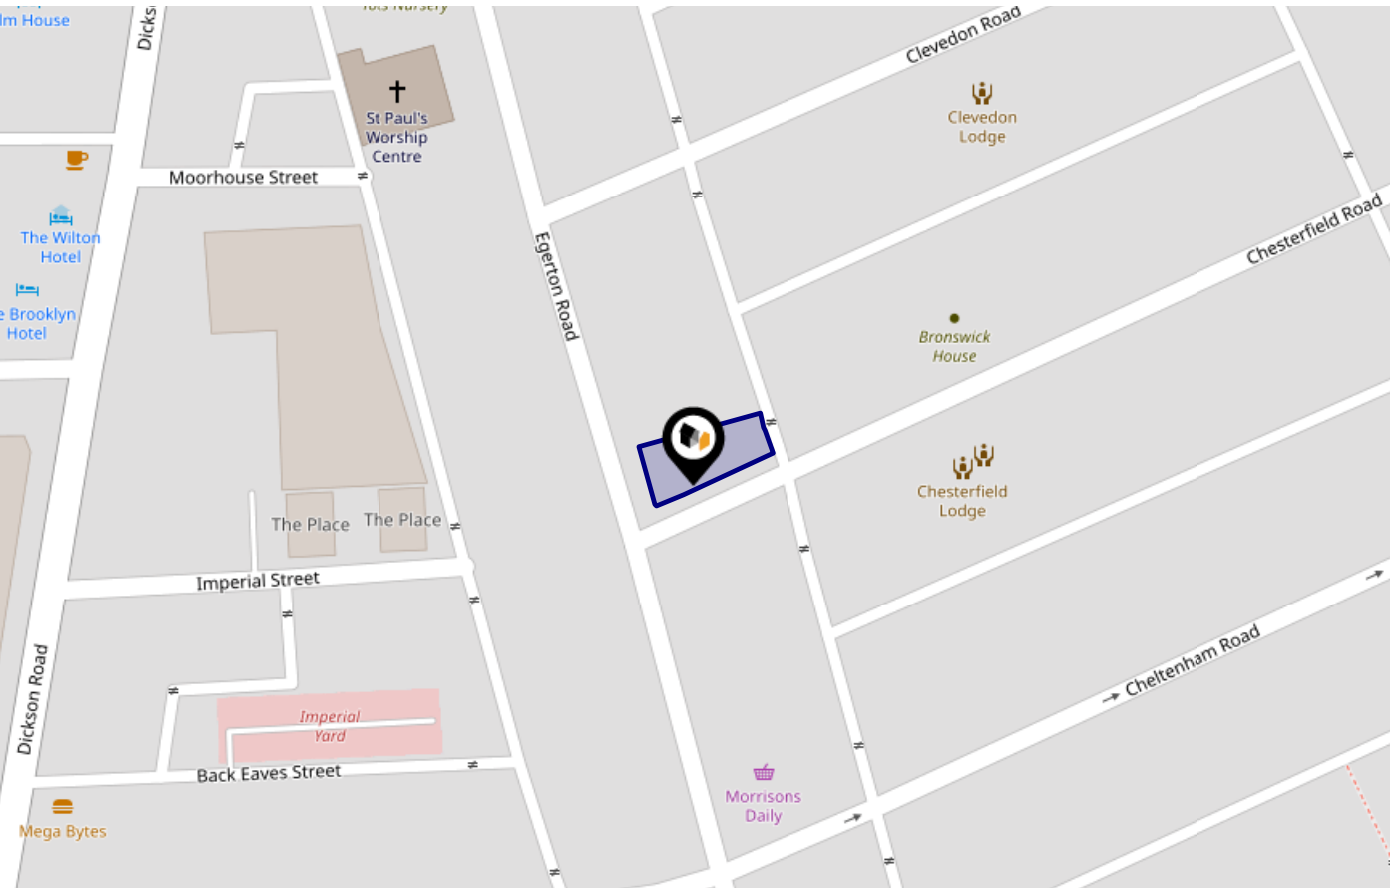 lm House
Dicks
Tots Nursery
Clevedon Road
St Paul's
Worship
Centre
Clevedon
Lodge
Moorhouse Street
The Wilton
Hotel
Egerton Road
Chesterfield Road
e Brooklyn
Hotel
Bronswick
House
Chesterfield
Lodge
The Place
The Place
Imperial Street
Dickson Road
Cheltenham Road
Imperial
Yard
Back Eaves Street
Morrisons
Daily
Mega Bytes